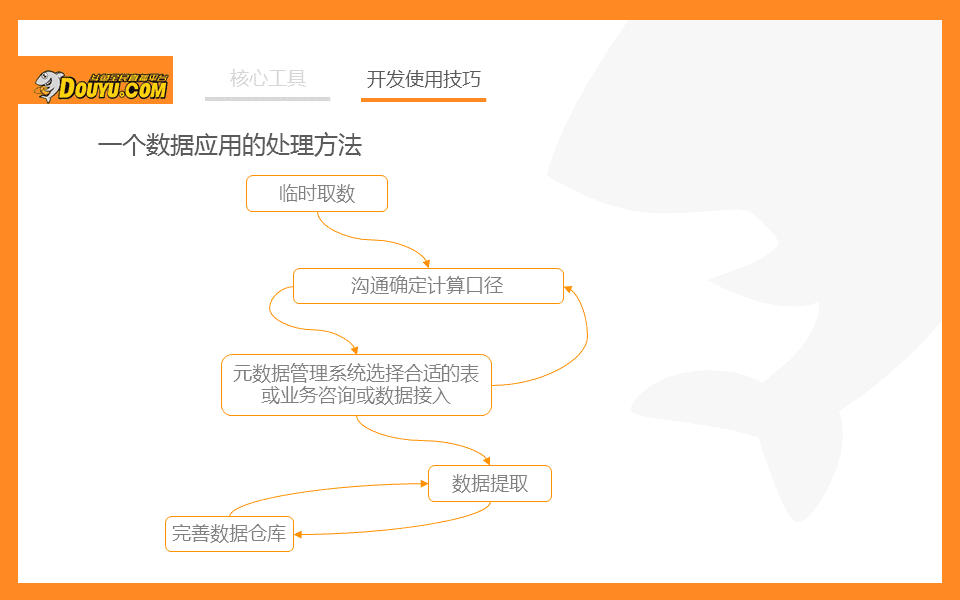 每个全民直播平台
DOUYU.COM
核心工具
开发使用技巧
一个数据应用的处理方法
临时取数
沟通确定计算口径
元数据管理系统选择合适的表
或业务咨询或数据接入
数据提取
完善数据仓库